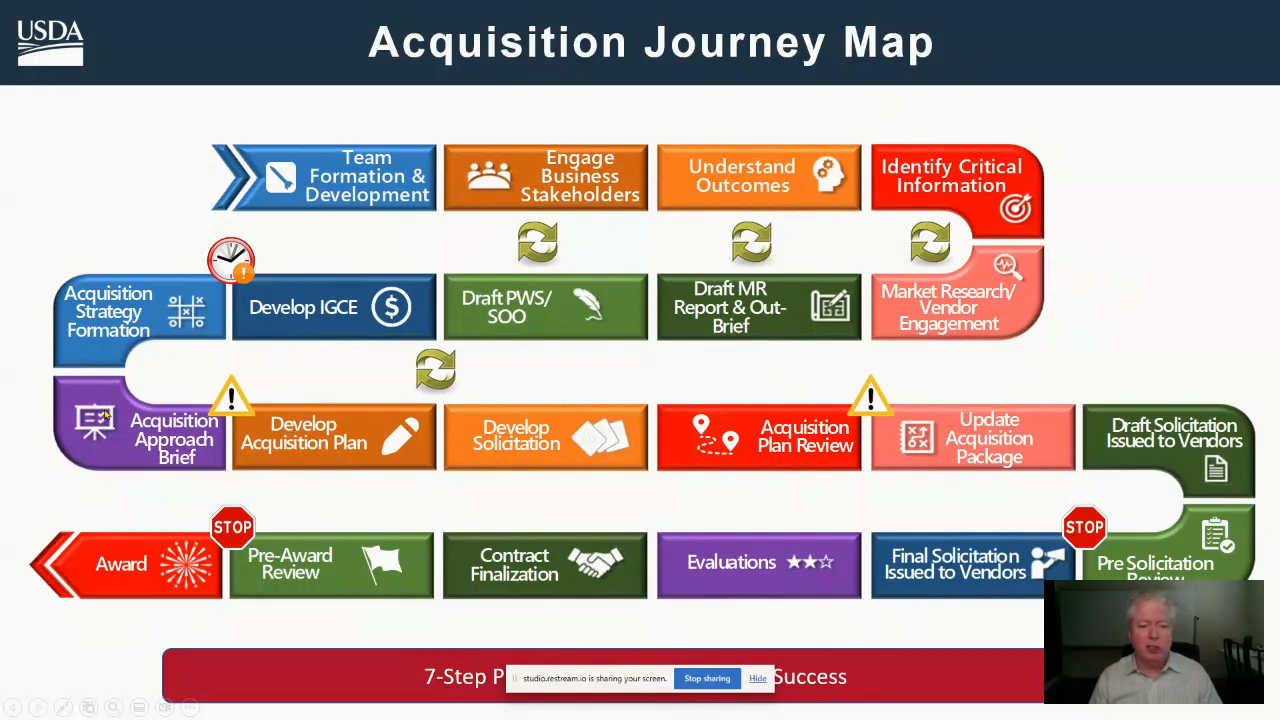 USDA
Acquisition Journey Map
Team
Formation &
Development
Engage
Business
Stakeholders
Understand
Outcomes
Identify Critical
Information
Acquisition
Strategy
Formation
Develop IGCE
Draft PWS/
SOO
Draft MR
Report & Out-
Brief
Market Research/
Vendor
Engagement
Acquisition
Approach
Brief
Develop
Acquisition Plan
Develop
Solicitation
Acquisition
Plan Review
Update
Acquisition
Package
Draft Solicitation
Issued to Vendors
Award
STOP
Pre-Award
Review
Contract
Finalization
Evaluations
Final Solicitation
Issued to Vendors
STOP
Pre Solicitation
Review
7-Step P
Success
studio.restream.io is sharing your screen.
Stop sharing
Hide